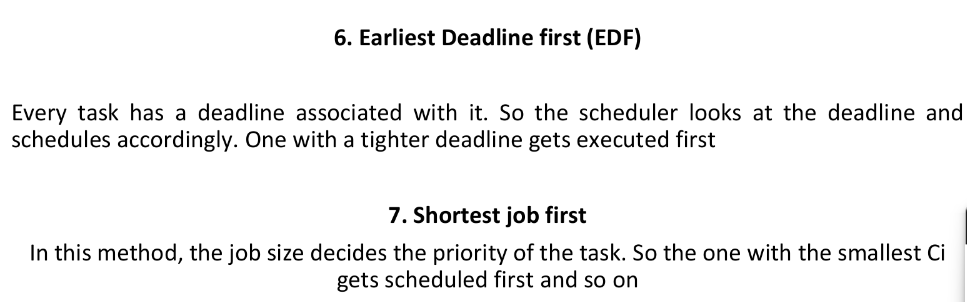 6. Earliest Deadline first (EDF)
Every task has a deadline associated with it. So the scheduler looks at the deadline and
schedules accordingly. One with a tighter deadline gets executed first
7. Shortest job first
In this method, the job size decides the priority of the task. So the one with the smallest Ci
gets scheduled first and so on